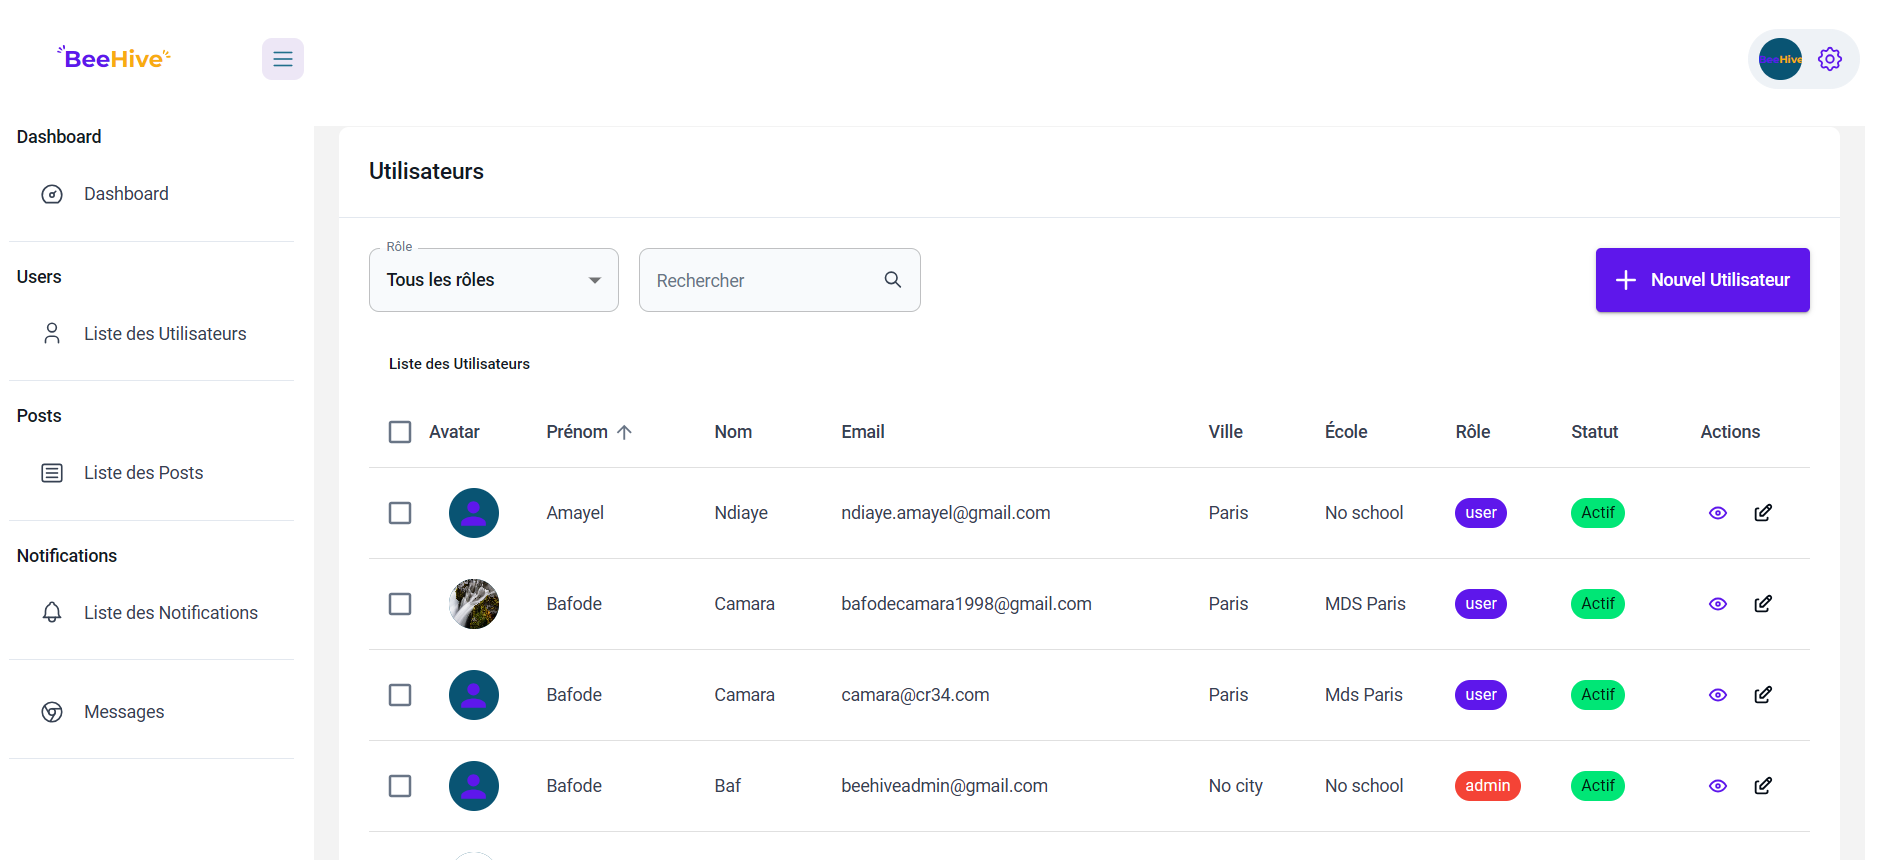 BeeHive
BeeHive
Dashboard
Dashboard
Users
Liste des Utilisateurs
Posts
Liste des Posts
Notifications
Liste des Notifications
Messages
Utilisateurs
Rôle
Tous les rôles
Rechercher
Nouvel Utilisateur
Liste des Utilisateurs
Avatar Prénom Nom Email Ville École Rôle Statut Actions
Amayel Ndiaye ndiaye.amayel@gmail.com Paris No school user Actif
Bafode Camara bafodecamara1998@gmail.com Paris MDS Paris user Actif
Bafode Camara camara@cr34.com Paris Mds Paris user Actif
Bafode Baf beehiveadmin@gmail.com No city No school admin Actif